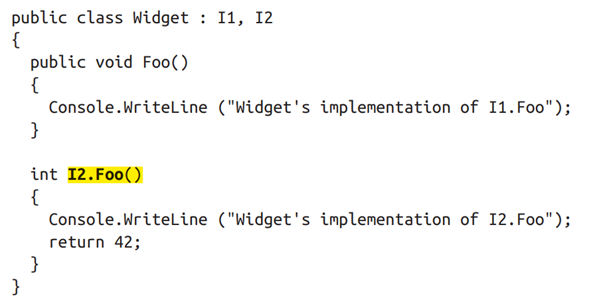 public class Widget : I1, I2
{
  public void Foo()
  {
    Console.WriteLine ("Widget's implementation of I1.Foo");
  }

  int I2.Foo()
  {
    Console.WriteLine ("Widget's implementation of I2.Foo");
    return 42;
  }
}